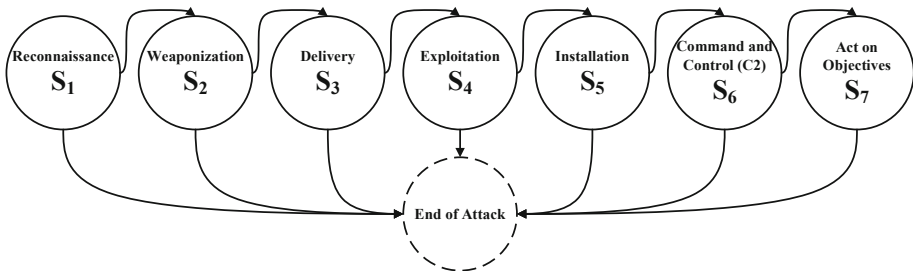 Reconnaissance
S1
Weaponization
S2
Delivery
S3
Exploitation
S4
Installation
S5
Command and
Control (C2)
S6
Act on
Objectives
S7
End of Attack